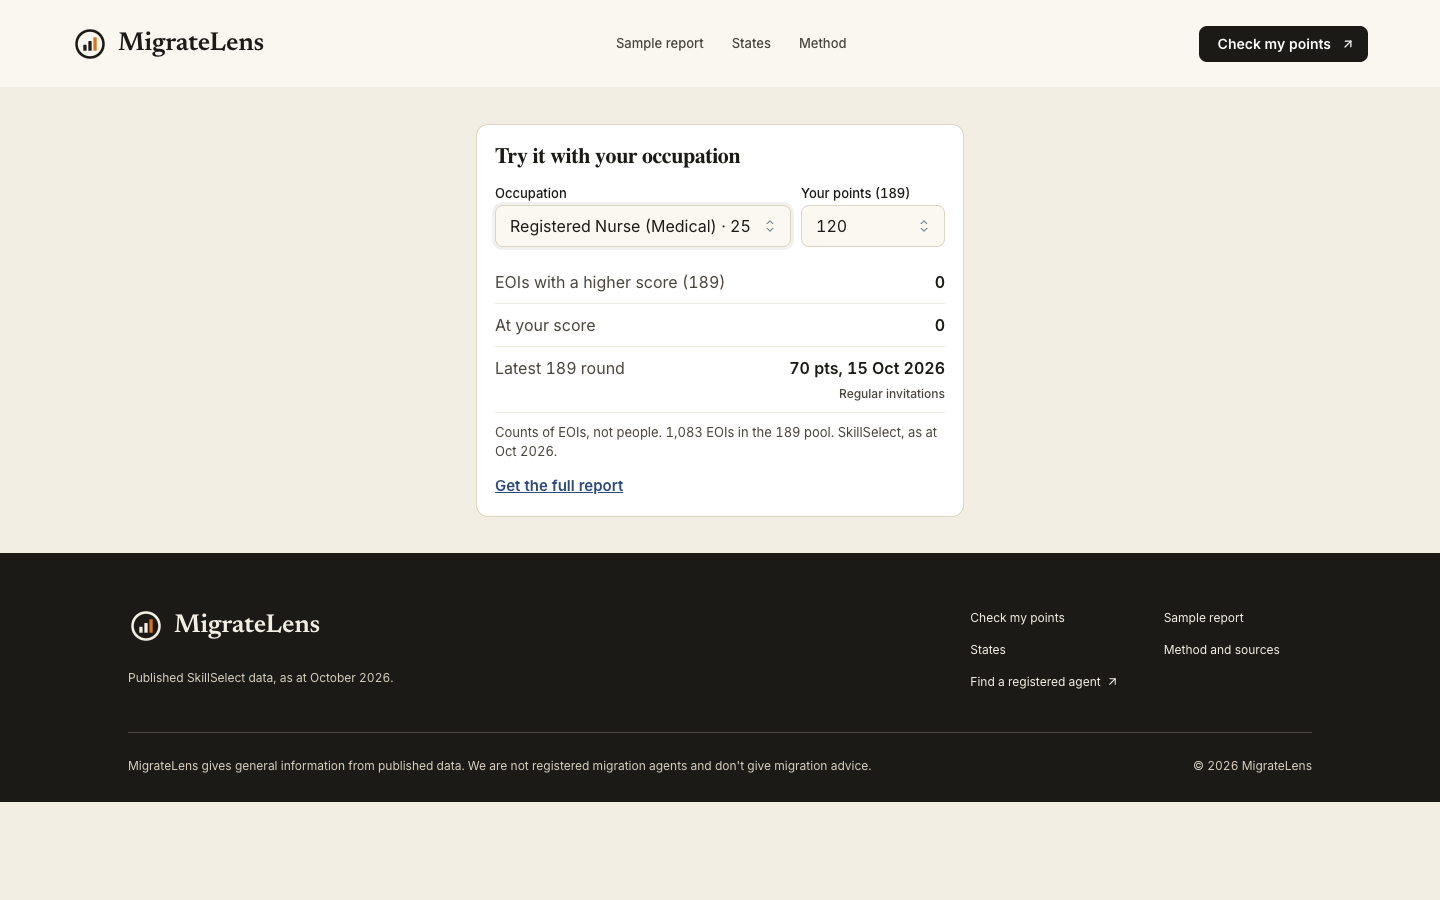 MigrateLens
Sample report
States
Method
Check my points
Try it with your occupation
Occupation
Your points (189)
Registered Nurse (Medical) · 25
120
EOIs with a higher score (189)
0
At your score
0
Latest 189 round
70 pts, 15 Oct 2026
Regular invitations
Counts of EOIs, not people. 1,083 EOIs in the 189 pool. SkillSelect, as at
Oct 2026.
Get the full report
MigrateLens
Published SkillSelect data, as at October 2026.
Check my points
Sample report
States
Method and sources
Find a registered agent
MigrateLens gives general information from published data. We are not registered migration agents and don't give migration advice.
© 2026 MigrateLens